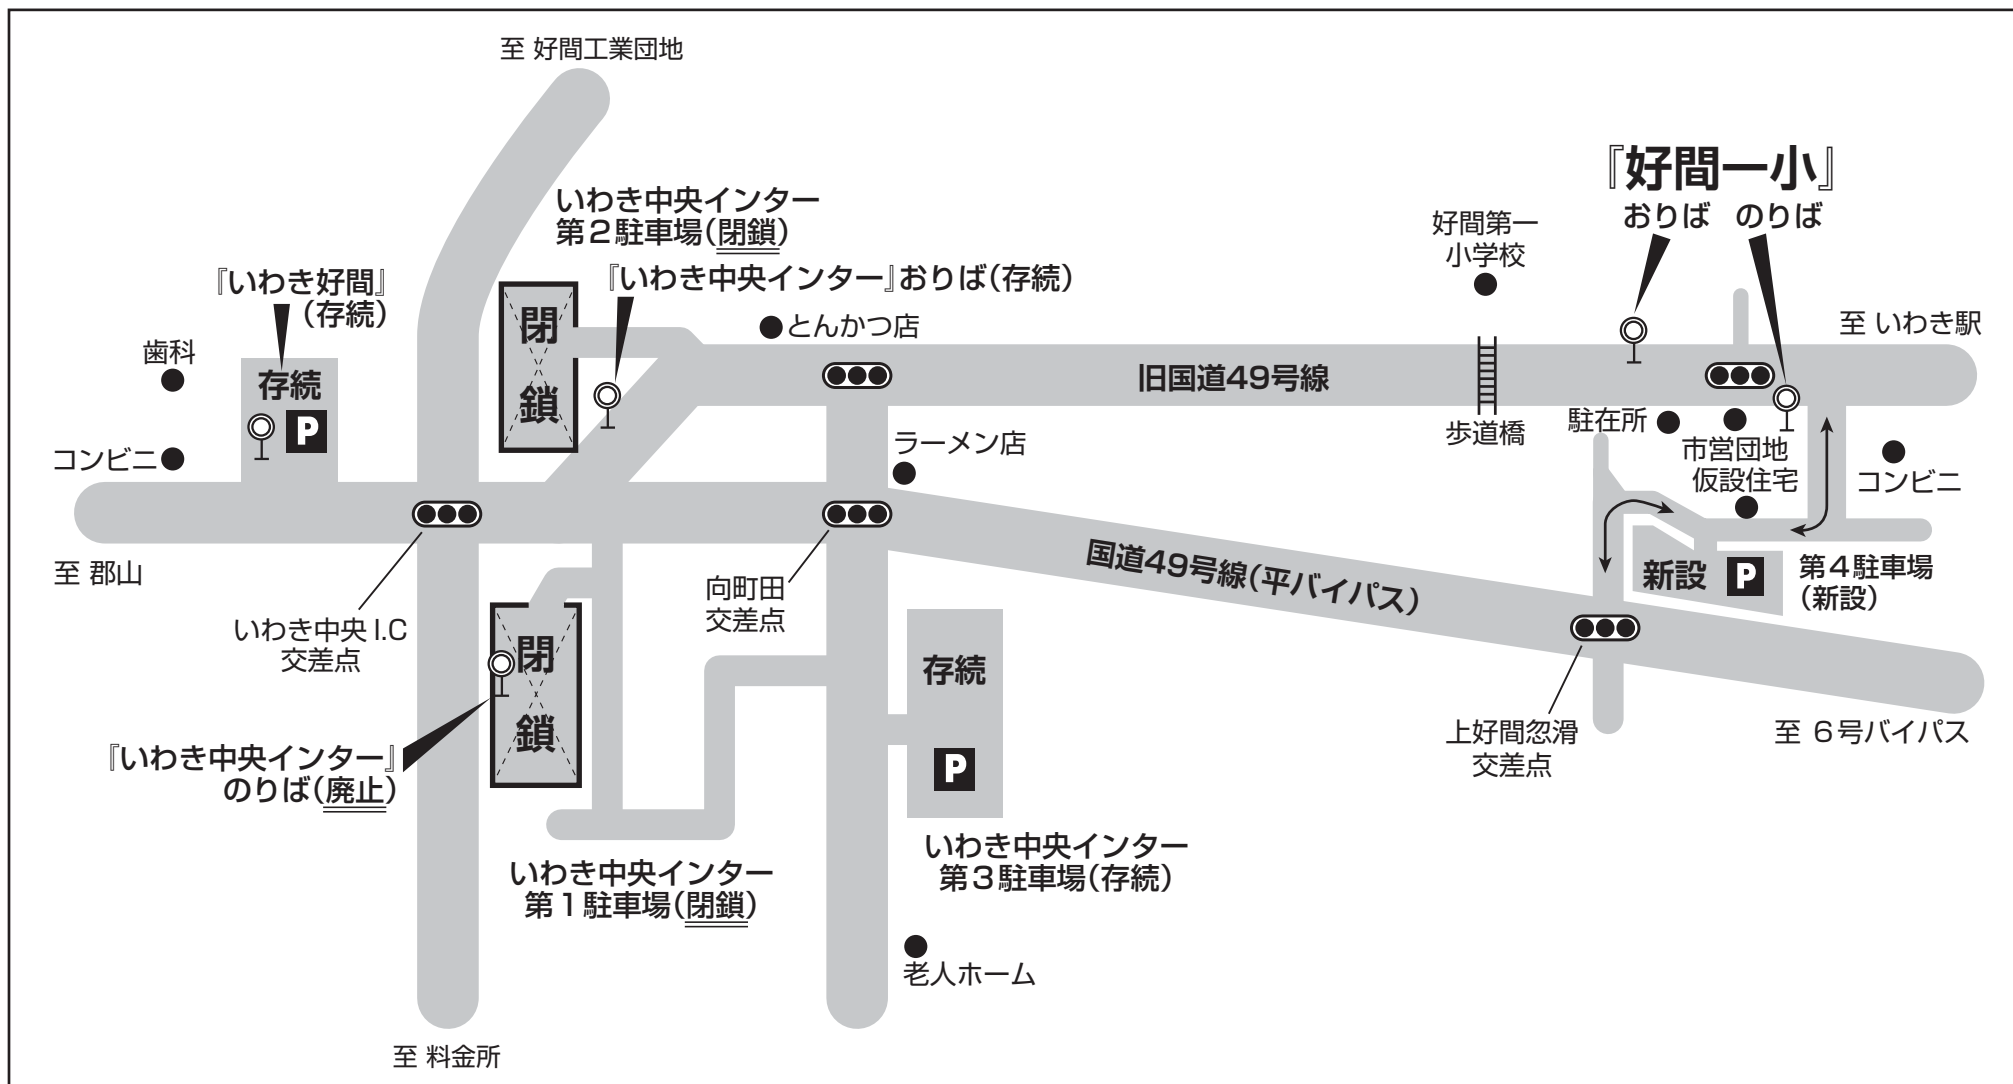 至 好間工業団地
『好間一小』
おりば のりば
いわき中央インター
第2駐車場(閉鎖)
好間第一
小学校
『いわき好間』
(存続)
『いわき中央インター』おりば(存続)
閉
鎖
とんかつ店
至 いわき駅
歯科
存続
P
旧国道49号線
歩道橋
駐在所
市営団地
仮設住宅
コンビニ
コンビニ
ラーメン店
至 郡山
国道49号線(平バイパス)
新設
P
第4駐車場
(新設)
向町田
交差点
いわき中央 I.C
交差点
閉
鎖
存続
P
上好間忽滑
交差点
至 6号バイパス
『いわき中央インター』
のりば(廃止)
いわき中央インター
第1駐車場(閉鎖)
いわき中央インター
第3駐車場(存続)
老人ホーム
至 料金所